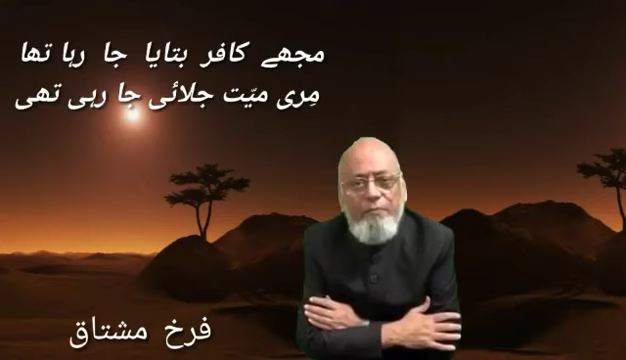 مجھے کافر بتایا جا رہا تھا
مِری میّت جلائی جا رہی تھی
فرخ مشتاق